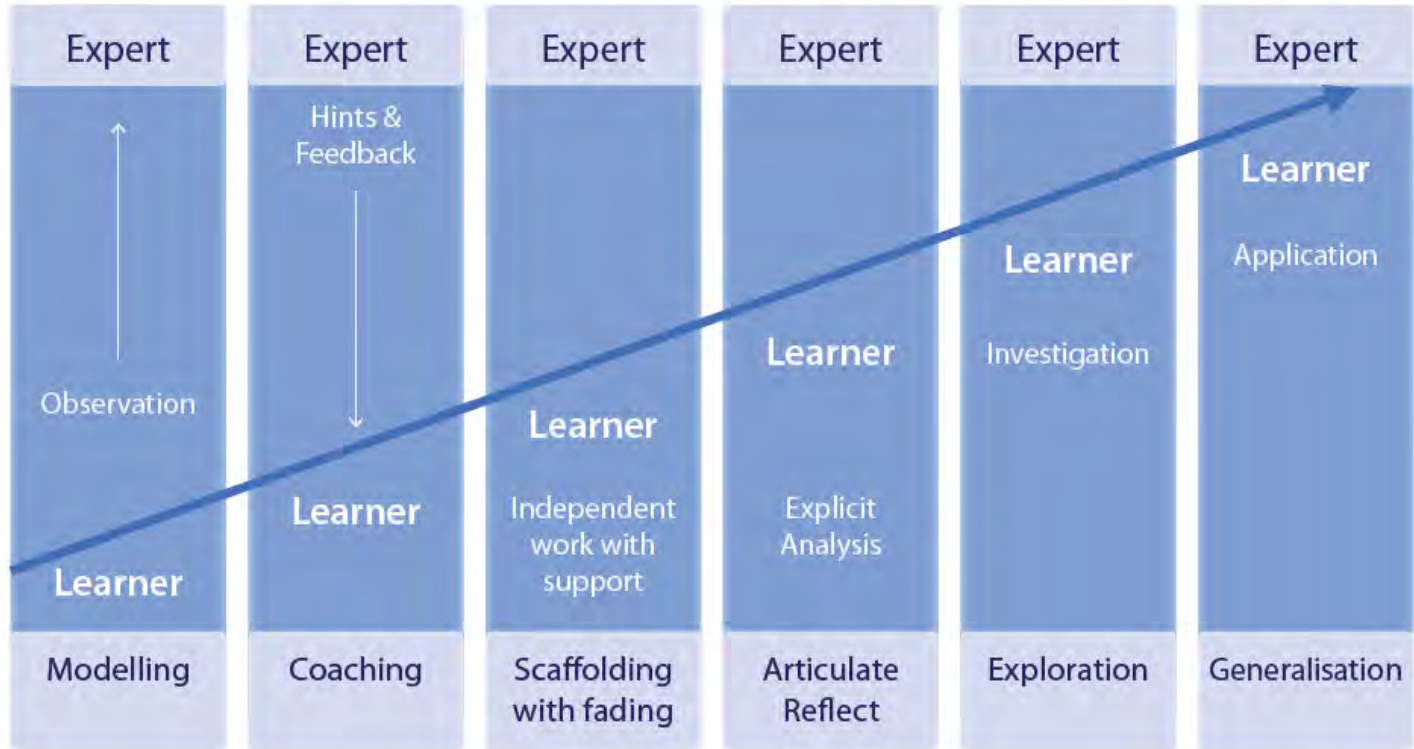 Expert
Observation
Learner
Modelling
Expert
Hints &
Feedback
Learner
Coaching
Expert
Learner
Independent
work with
support
Scaffolding
with fading
Expert
Learner
Explicit
Analysis
Articulate
Reflect
Expert
Learner
Investigation
Exploration
Expert
Learner
Application
Generalisation